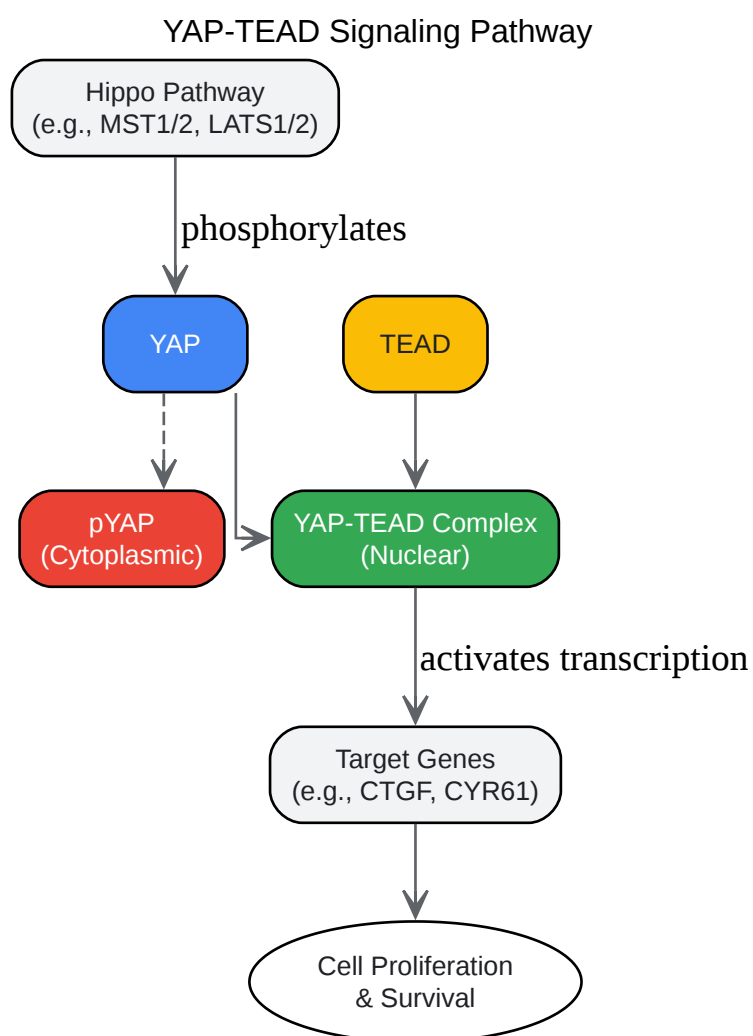 YAP-TEAD Signaling Pathway
Hippo Pathway
(e.g., MST1/2, LATS1/2)
phosphorylates
YAP
TEAD
pYAP
(Cytoplasmic)
YAP-TEAD Complex
(Nuclear)
activates transcription
Target Genes
(e.g., CTGF, CYR61)
Cell Proliferation
& Survival